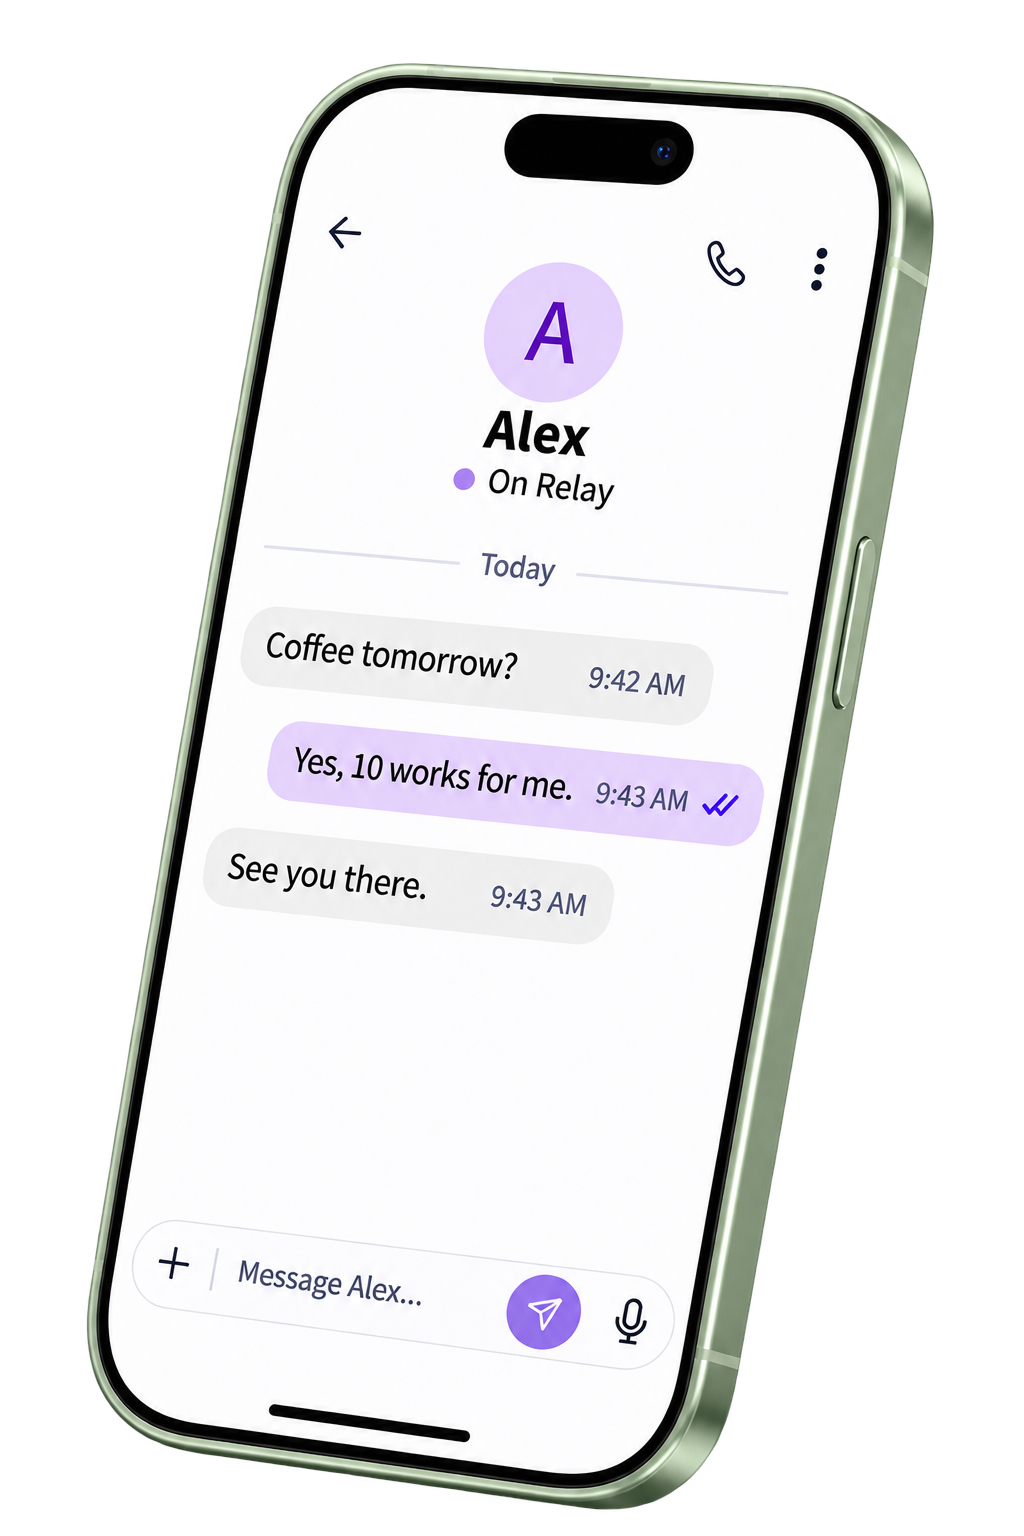 A
Alex
On Relay
Today
Coffee tomorrow? 9:42 AM
Yes, 10 works for me. 9:43 AM
See you there. 9:43 AM
Message Alex...